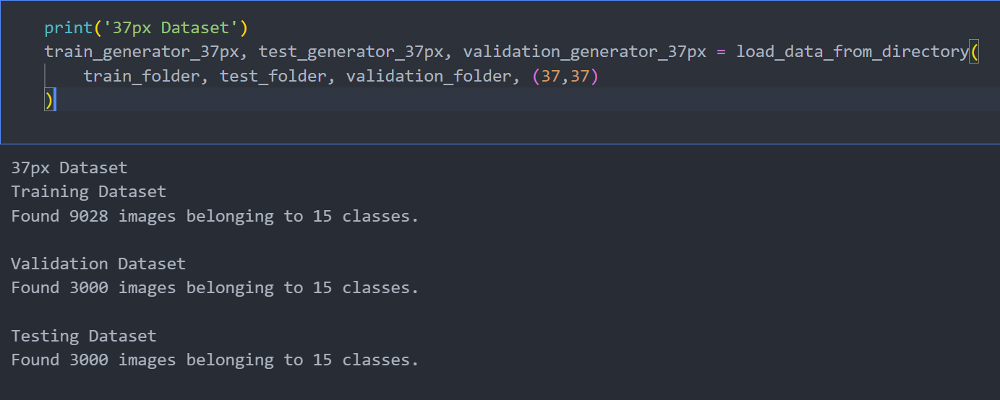 print('37px Dataset')
train_generator_37px, test_generator_37px, validation_generator_37px = load_data_from_directory(
    train_folder, test_folder, validation_folder, (37,37)
)
37px Dataset
Training Dataset
Found 9028 images belonging to 15 classes.
Validation Dataset
Found 3000 images belonging to 15 classes.
Testing Dataset
Found 3000 images belonging to 15 classes.